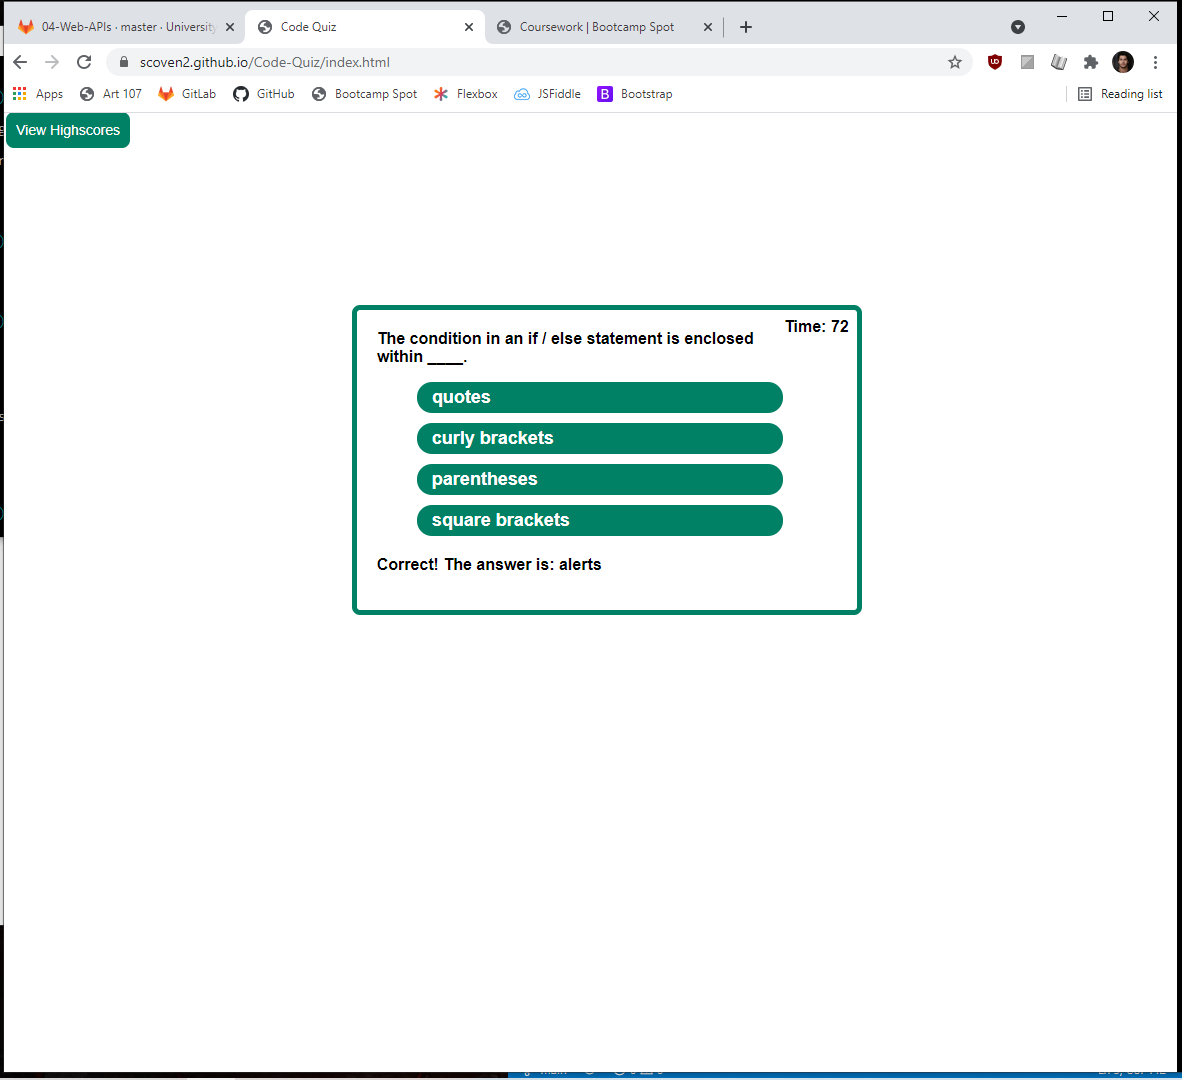 04-Web-APIs · master · University
Code Quiz
Coursework | Bootcamp Spot
scoven2.github.io/Code-Quiz/index.html
Apps
Art 107
GitLab
GitHub
Bootcamp Spot
Flexbox
JSFiddle
B Bootstrap
Reading list
View Highscores
Time: 72
The condition in an if / else statement is enclosed
within ____.
quotes
curly brackets
parentheses
square brackets
Correct! The answer is: alerts